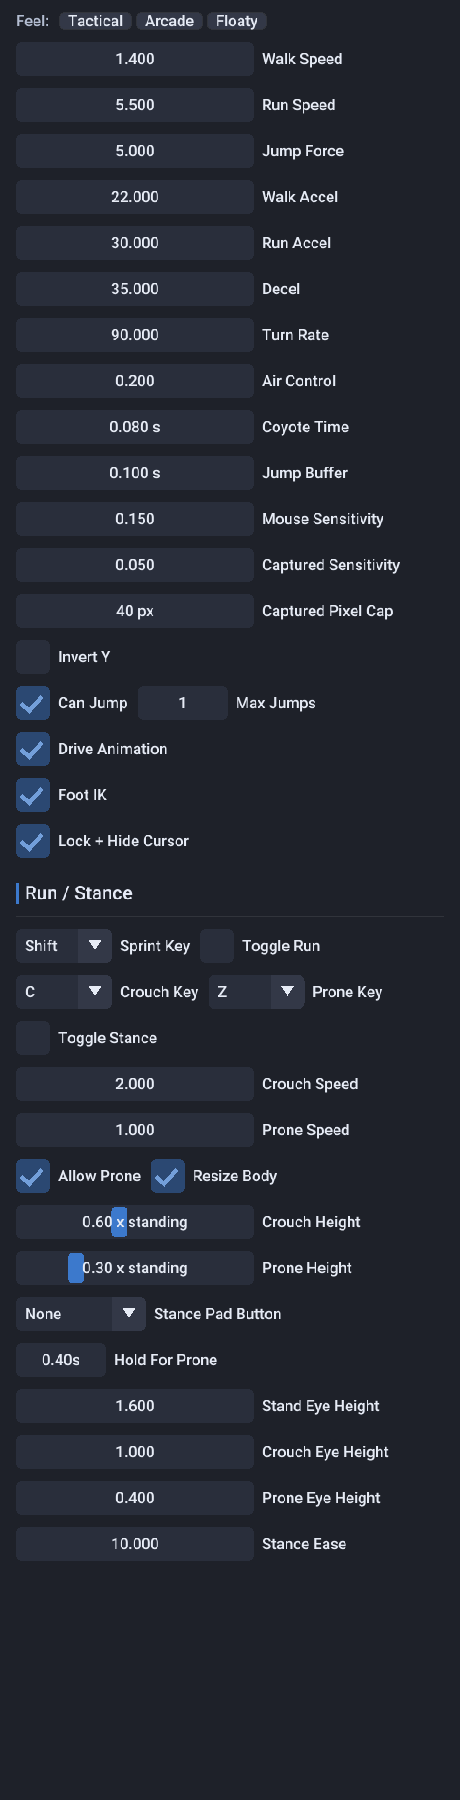 Feel: Tactical Arcade Floaty
1.400 Walk Speed
5.500 Run Speed
5.000 Jump Force
22.000 Walk Accel
30.000 Run Accel
35.000 Decel
90.000 Turn Rate
0.200 Air Control
0.080 s Coyote Time
0.100 s Jump Buffer
0.150 Mouse Sensitivity
0.050 Captured Sensitivity
40 px Captured Pixel Cap
Invert Y
Can Jump 1 Max Jumps
Drive Animation
Foot IK
Lock + Hide Cursor
Run / Stance
Shift Sprint Key Toggle Run
C Crouch Key Z Prone Key
Toggle Stance
2.000 Crouch Speed
1.000 Prone Speed
Allow Prone Resize Body
0.60 x standing Crouch Height
0.30 x standing Prone Height
None Stance Pad Button
0.40s Hold For Prone
1.600 Stand Eye Height
1.000 Crouch Eye Height
0.400 Prone Eye Height
10.000 Stance Ease